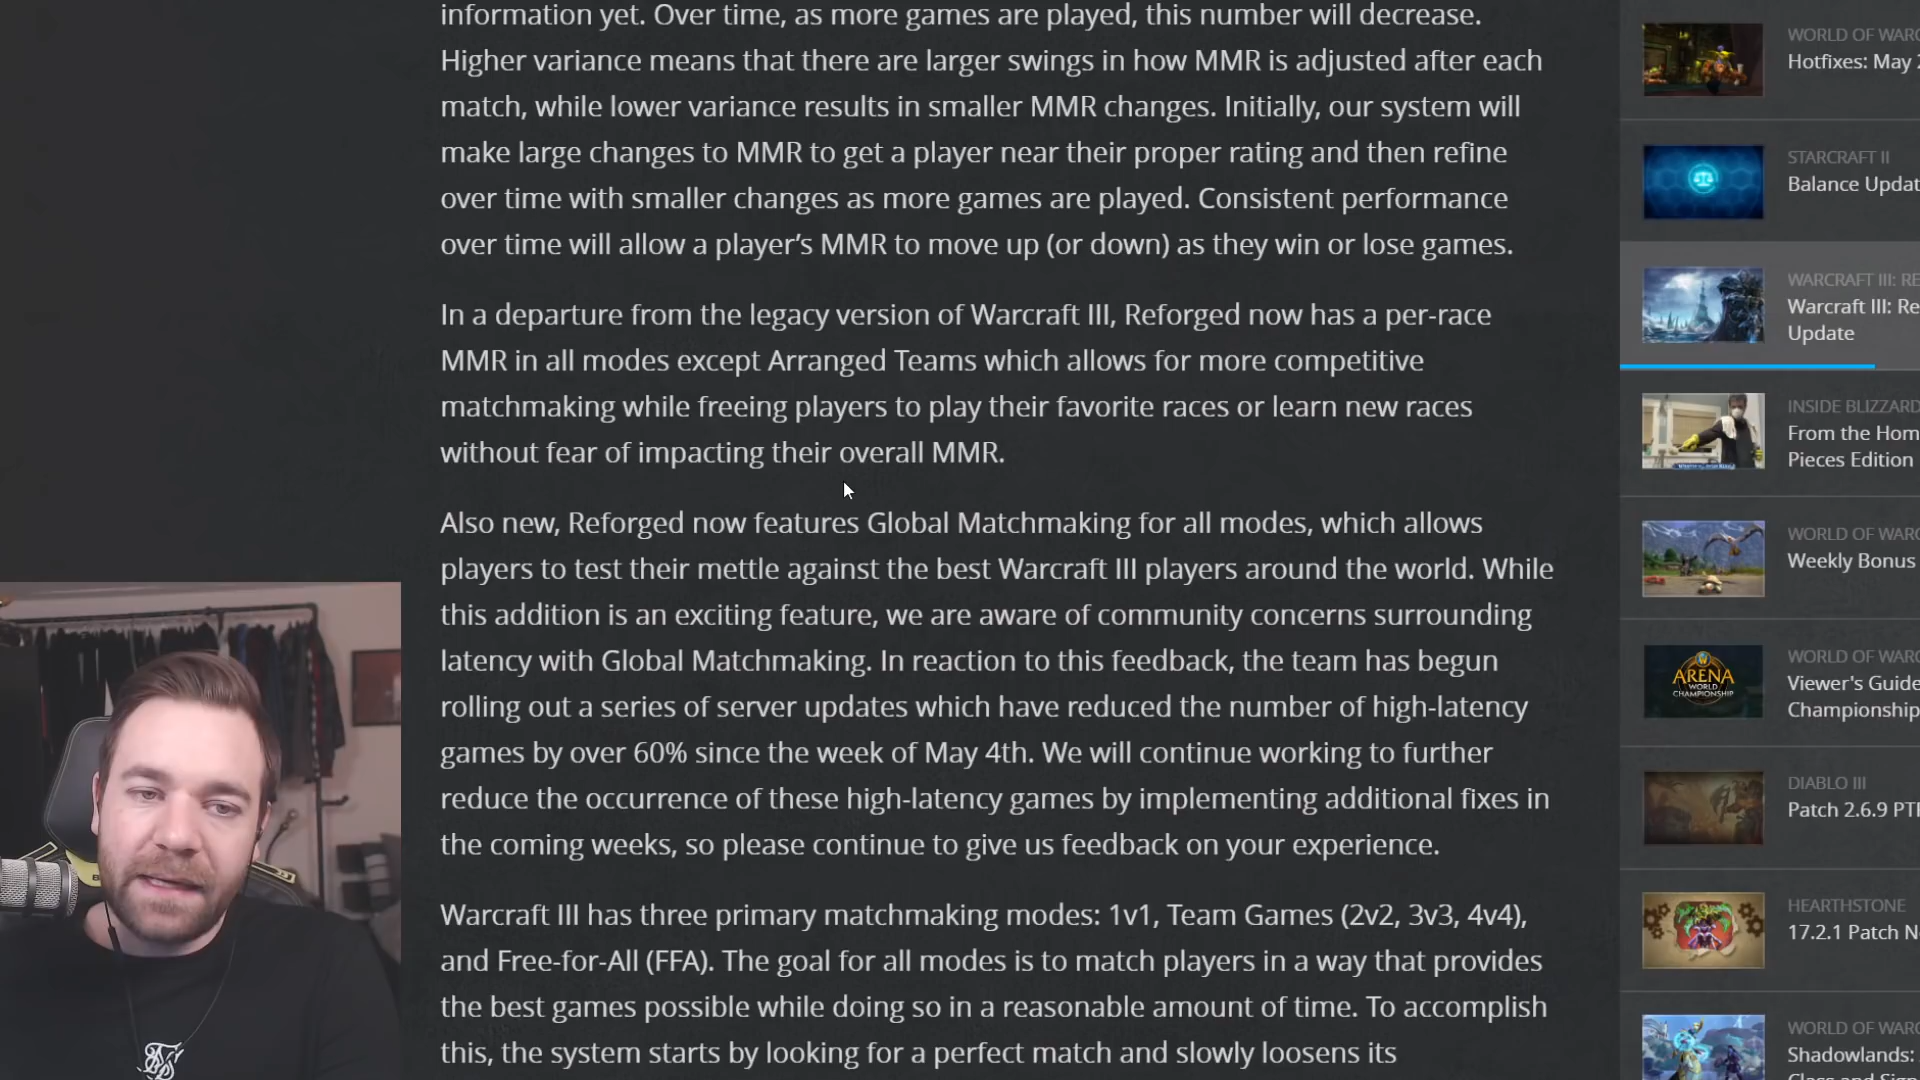 information yet. Over time, as more games are played, this number will decrease.
Higher variance means that there are larger swings in how MMR is adjusted after each
match, while lower variance results in smaller MMR changes. Initially, our system will
make large changes to MMR to get a player near their proper rating and then refine
over time with smaller changes as more games are played. Consistent performance
over time will allow a player’s MMR to move up (or down) as they win or lose games.
In a departure from the legacy version of Warcraft III, Reforged now has a per-race
MMR in all modes except Arranged Teams which allows for more competitive
matchmaking while freeing players to play their favorite races or learn new races
without fear of impacting their overall MMR.
Also new, Reforged now features Global Matchmaking for all modes, which allows
players to test their mettle against the best Warcraft III players around the world. While
this addition is an exciting feature, we are aware of community concerns surrounding
latency with Global Matchmaking. In reaction to this feedback, the team has begun
rolling out a series of server updates which have reduced the number of high-latency
games by over 60% since the week of May 4th. We will continue working to further
reduce the occurrence of these high-latency games by implementing additional fixes in
the coming weeks, so please continue to give us feedback on your experience.
Warcraft III has three primary matchmaking modes: 1v1, Team Games (2v2, 3v3, 4v4),
and Free-for-All (FFA). The goal for all modes is to match players in a way that provides
the best games possible while doing so in a reasonable amount of time. To accomplish
this, the system starts by looking for a perfect match and slowly loosens its
WORLD OF WARC
Hotfixes: May 2
STARCRAFT II
Balance Updat
WARCRAFT III: RE
Warcraft III: Re
Update
INSIDE BLIZZARD
From the Hom
Pieces Edition
WORLD OF WARC
Weekly Bonus
ARENA
WORLD
CHAMPIONSHIP
WORLD OF WARC
Viewer's Guide
Championship
DIABLO III
Patch 2.6.9 PTI
HEARTHSTONE
17.2.1 Patch N
WORLD OF WARC
Shadowlands: